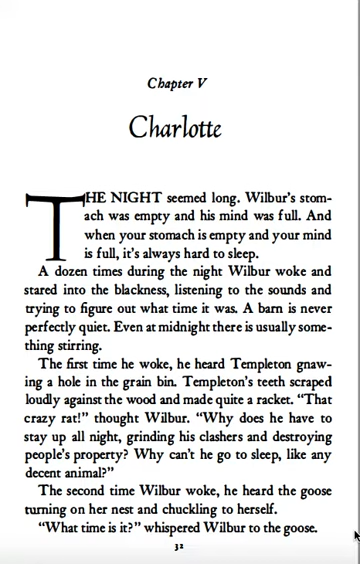 Chapter V
Charlotte
THE NIGHT seemed long. Wilbur's stom-
ach was empty and his mind was full. And
when your stomach is empty and your mind
is full, it's always hard to sleep.
A dozen times during the night Wilbur woke and
stared into the blackness, listening to the sounds and
trying to figure out what time it was. A barn is never
perfectly quiet. Even at midnight there is usually some-
thing stirring.
The first time he woke, he heard Templeton gnaw-
ing a hole in the grain bin. Templeton's teeth scraped
loudly against the wood and made quite a racket. "That
crazy rat!" thought Wilbur. "Why does he have to
stay up all night, grinding his clashers and destroying
people's property? Why can't he go to sleep, like any
decent animal?"
The second time Wilbur woke, he heard the goose
turning on her nest and chuckling to herself.
"What time is it?" whispered Wilbur to the goose.
32